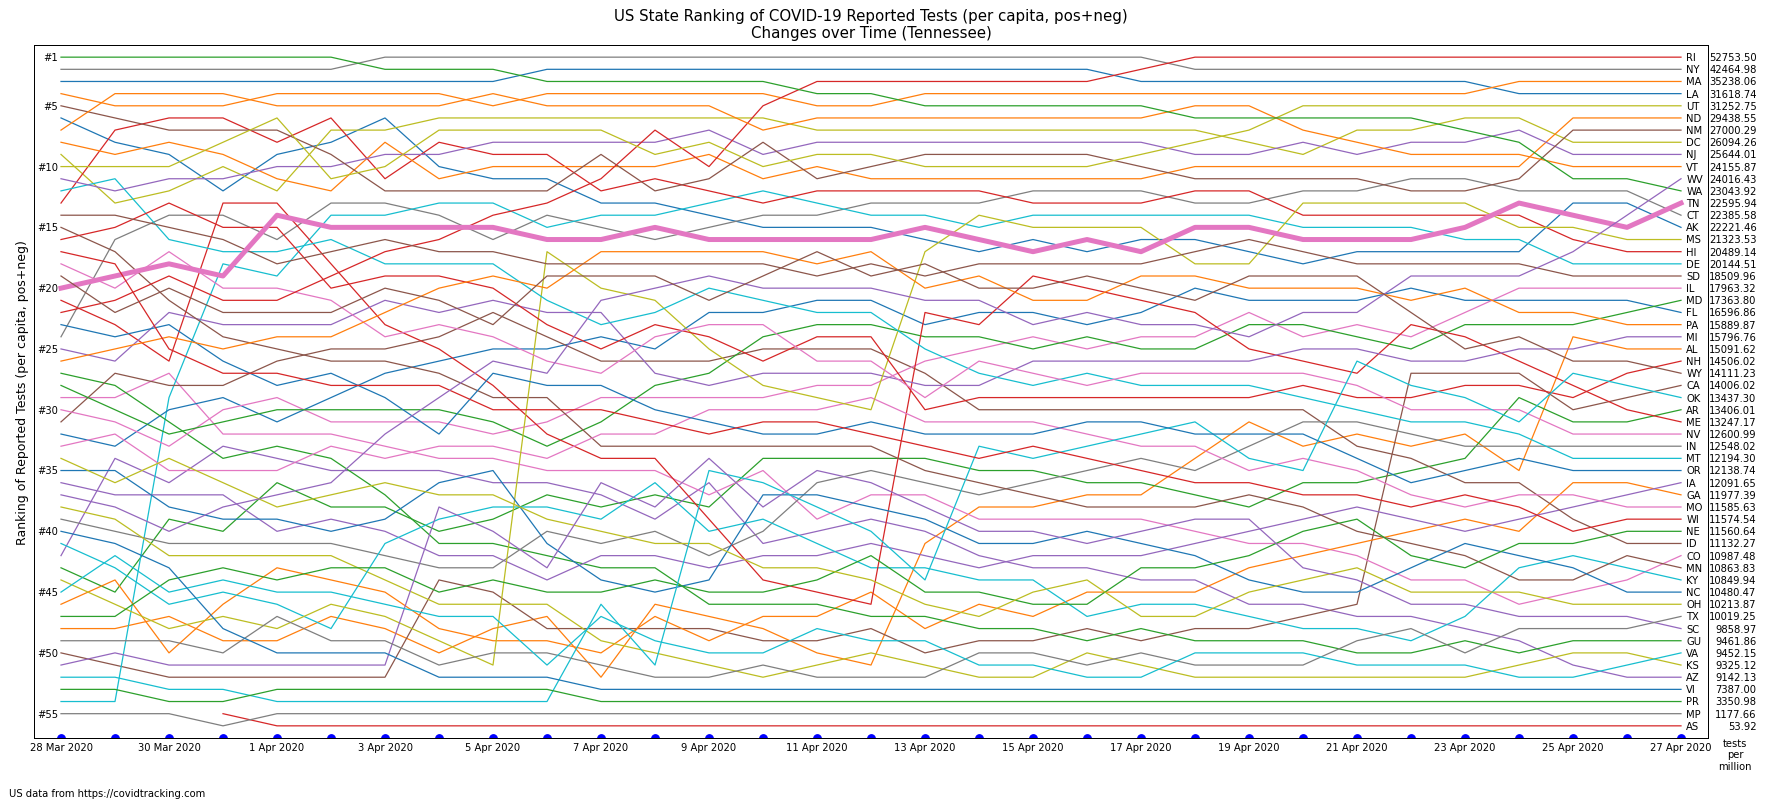 US State Ranking of COVID-19 Reported Tests (per capita, pos+neg)
Changes over Time (Tennessee)
Ranking of Reported Tests (per capita, pos+neg)
#1
#5
#10
#15
#20
#25
#30
#35
#40
#45
#50
#55
RI 52753.50
NY 42464.98
MA 35238.06
LA 31618.74
UT 31252.75
ND 29438.55
NM 27000.29
DC 26094.26
NJ 25644.01
VT 24155.87
WV 24016.43
WA 23043.92
TN 22595.94
CT 22385.58
AK 22221.46
MS 21323.53
HI 20489.14
DE 20144.51
SD 18509.96
IL 17963.32
MD 17363.80
FL 16596.86
PA 15889.87
MI 15796.76
AL 15091.62
NH 14506.02
WY 14111.23
CA 14006.02
OK 13437.30
AR 13406.01
ME 13247.17
NV 12600.99
IN 12548.02
MT 12194.30
OR 12138.74
IA 12091.65
GA 11977.39
MO 11585.63
WI 11574.54
NE 11560.64
ID 11132.27
CO 10987.48
MN 10863.83
KY 10849.94
NC 10480.47
OH 10213.87
TX 10019.25
SC 9858.97
GU 9461.86
VA 9452.15
KS 9325.12
AZ 9142.13
VI 7387.00
PR 3350.98
MP 1177.66
AS 53.92
28 Mar 2020 30 Mar 2020 1 Apr 2020 3 Apr 2020 5 Apr 2020 7 Apr 2020 9 Apr 2020 11 Apr 2020 13 Apr 2020 15 Apr 2020 17 Apr 2020 19 Apr 2020 21 Apr 2020 23 Apr 2020 25 Apr 2020 27 Apr 2020
tests
per
million
US data from https://covidtracking.com